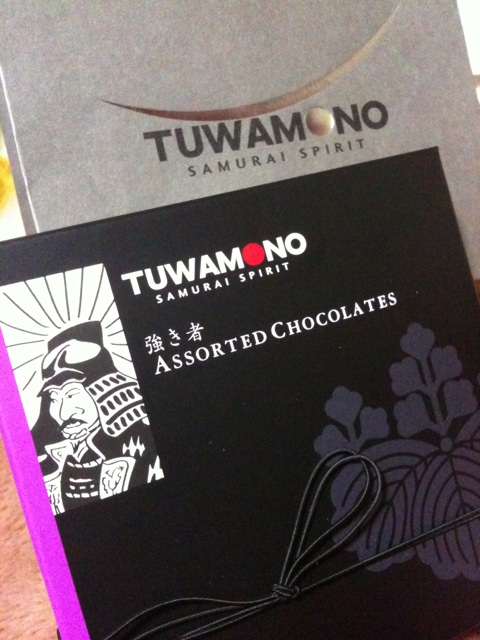 TUWAMONO
SAMURAI SPIRIT
TUWAMONO
SAMURAI SPIRIT
強き者
ASSORTED CHOCOLATES